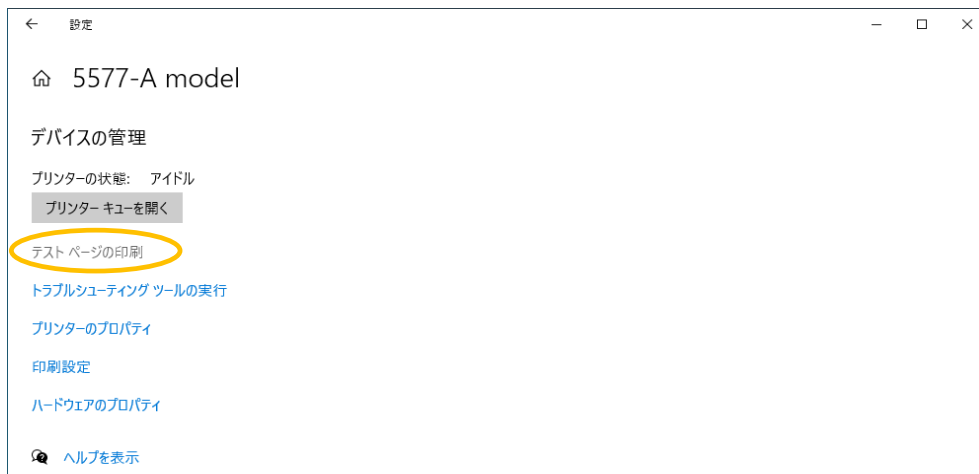 設定
5577-A model
デバイスの管理
プリンターの状態: アイドル
プリンター キューを開く
テスト ページの印刷
トラブルシューティング ツールの実行
プリンターのプロパティ
印刷設定
ハードウェアのプロパティ
ヘルプを表示